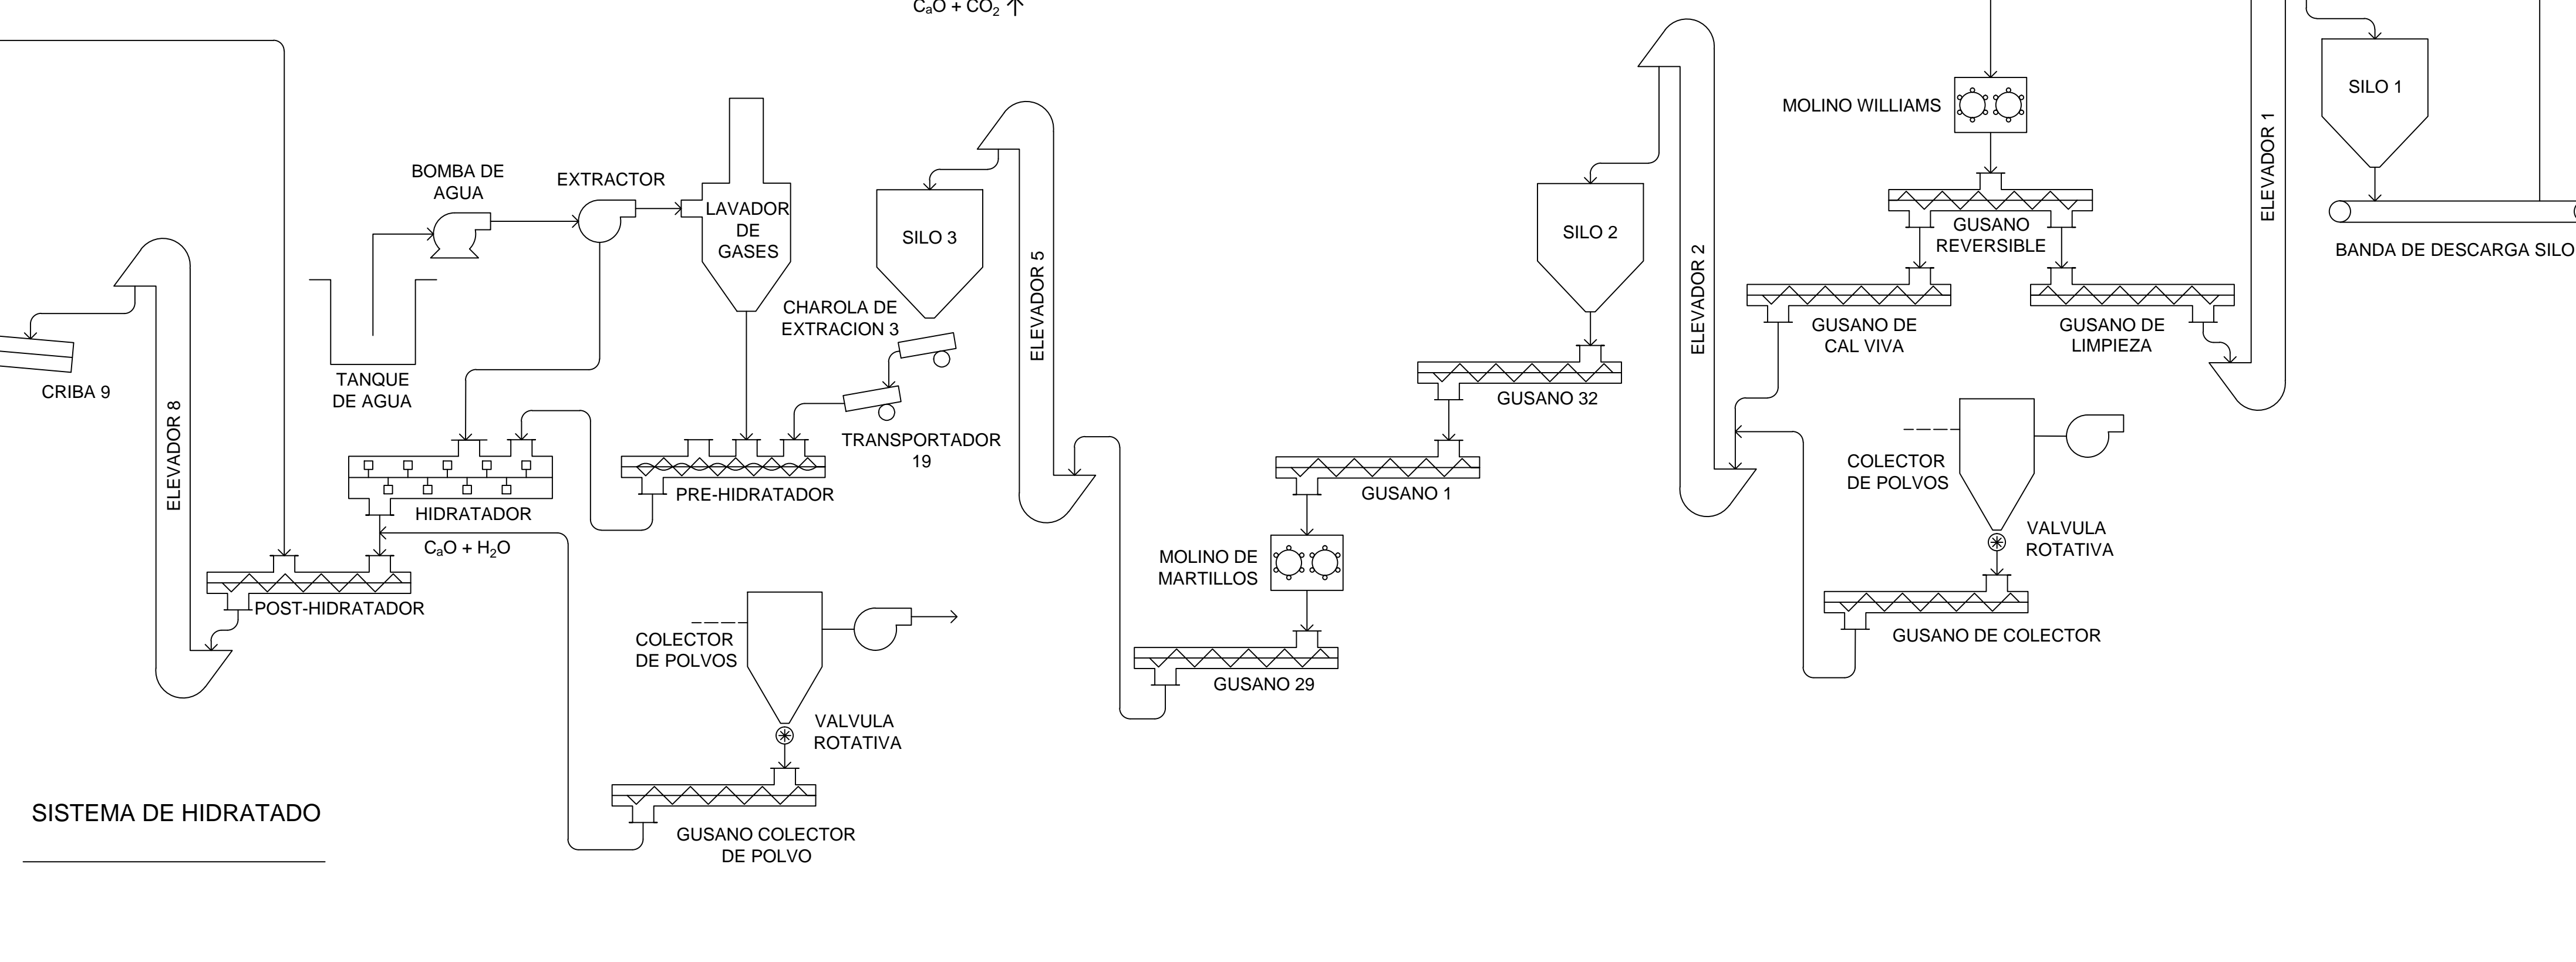 CaO + CO2 ↑
MOLINO WILLIAMS
SILO 1
ELEVADOR 1
BANDA DE DESCARGA SILO
GUSANO
REVERSIBLE
GUSANO DE
CAL VIVA
GUSANO DE
LIMPIEZA
ELEVADOR 2
SILO 2
GUSANO 32
GUSANO 1
MOLINO DE
MARTILLOS
GUSANO 29
COLECTOR
DE POLVOS
VALVULA
ROTATIVA
GUSANO DE COLECTOR
BOMBA DE
AGUA
EXTRACTOR
LAVADOR
DE
GASES
SILO 3
ELEVADOR 5
CHAROLA DE
EXTRACION 3
TRANSPORTADOR
19
TANQUE
DE AGUA
CRIBA 9
ELEVADOR 8
HIDRATADOR
PRE-HIDRATADOR
CaO + H2O
POST-HIDRATADOR
COLECTOR
DE POLVOS
VALVULA
ROTATIVA
GUSANO COLECTOR
DE POLVO
SISTEMA DE HIDRATADO